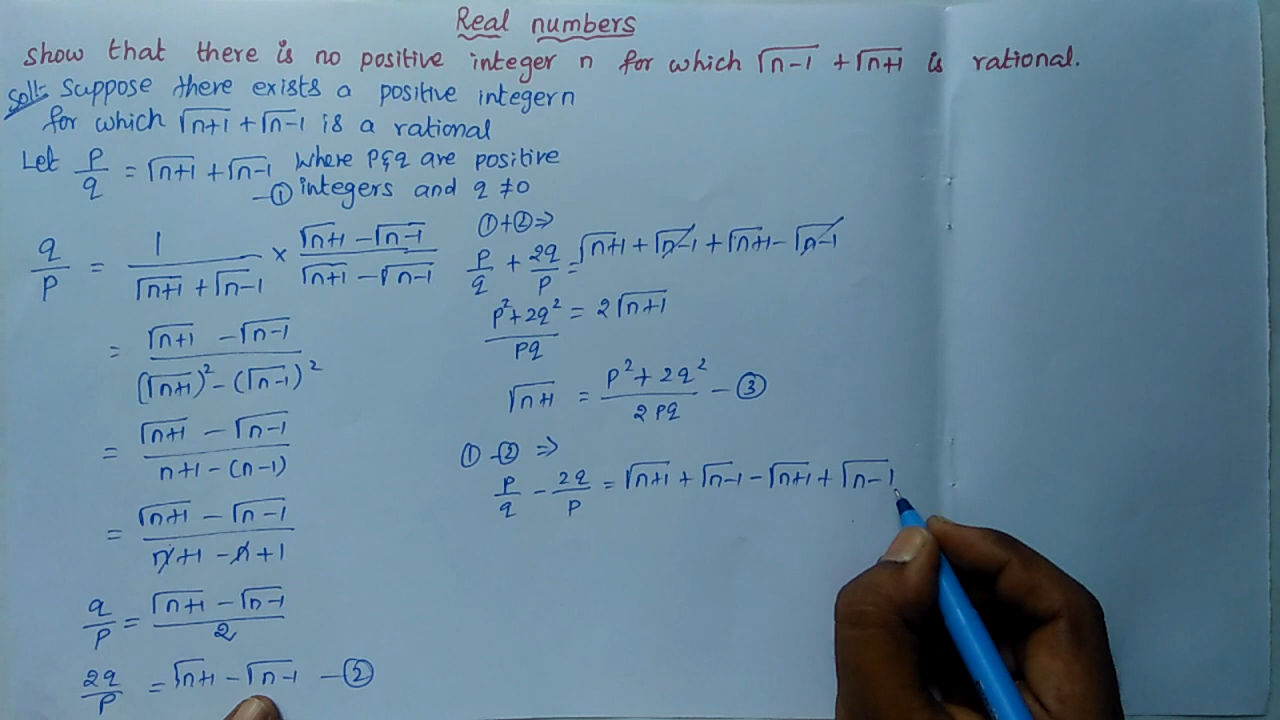 Real numbers
show that there is no positive integer n for which √n-1 + √n+1 is rational.
Sol:- Suppose there exists a positive integer n
for which √n+1 + √n-1 is a rational
Let P/q = √n+1 + √n-1 where P & q are positive
—① integers and q ≠ 0
q/P = 1/(√n+1 + √n-1) × (√n+1 - √n-1)/(√n+1 - √n-1)
= (√n+1 - √n-1)/((√n+1)² - (√n-1)²)
= (√n+1 - √n-1)/(n+1 - (n-1))
= (√n+1 - √n-1)/(n+1 - n + 1)
q/P = (√n+1 - √n-1)/2
2q/P = √n+1 - √n-1 —②
①+② ⇒
P/q + 2q/P = √n+1 + √n-1 + √n+1 - √n-1
(P² + 2q²)/Pq = 2√n+1
√n+1 = (P² + 2q²)/2Pq —③
① - ② ⇒
P/q - 2q/P = √n+1 + √n-1 - √n+1 + √n-1